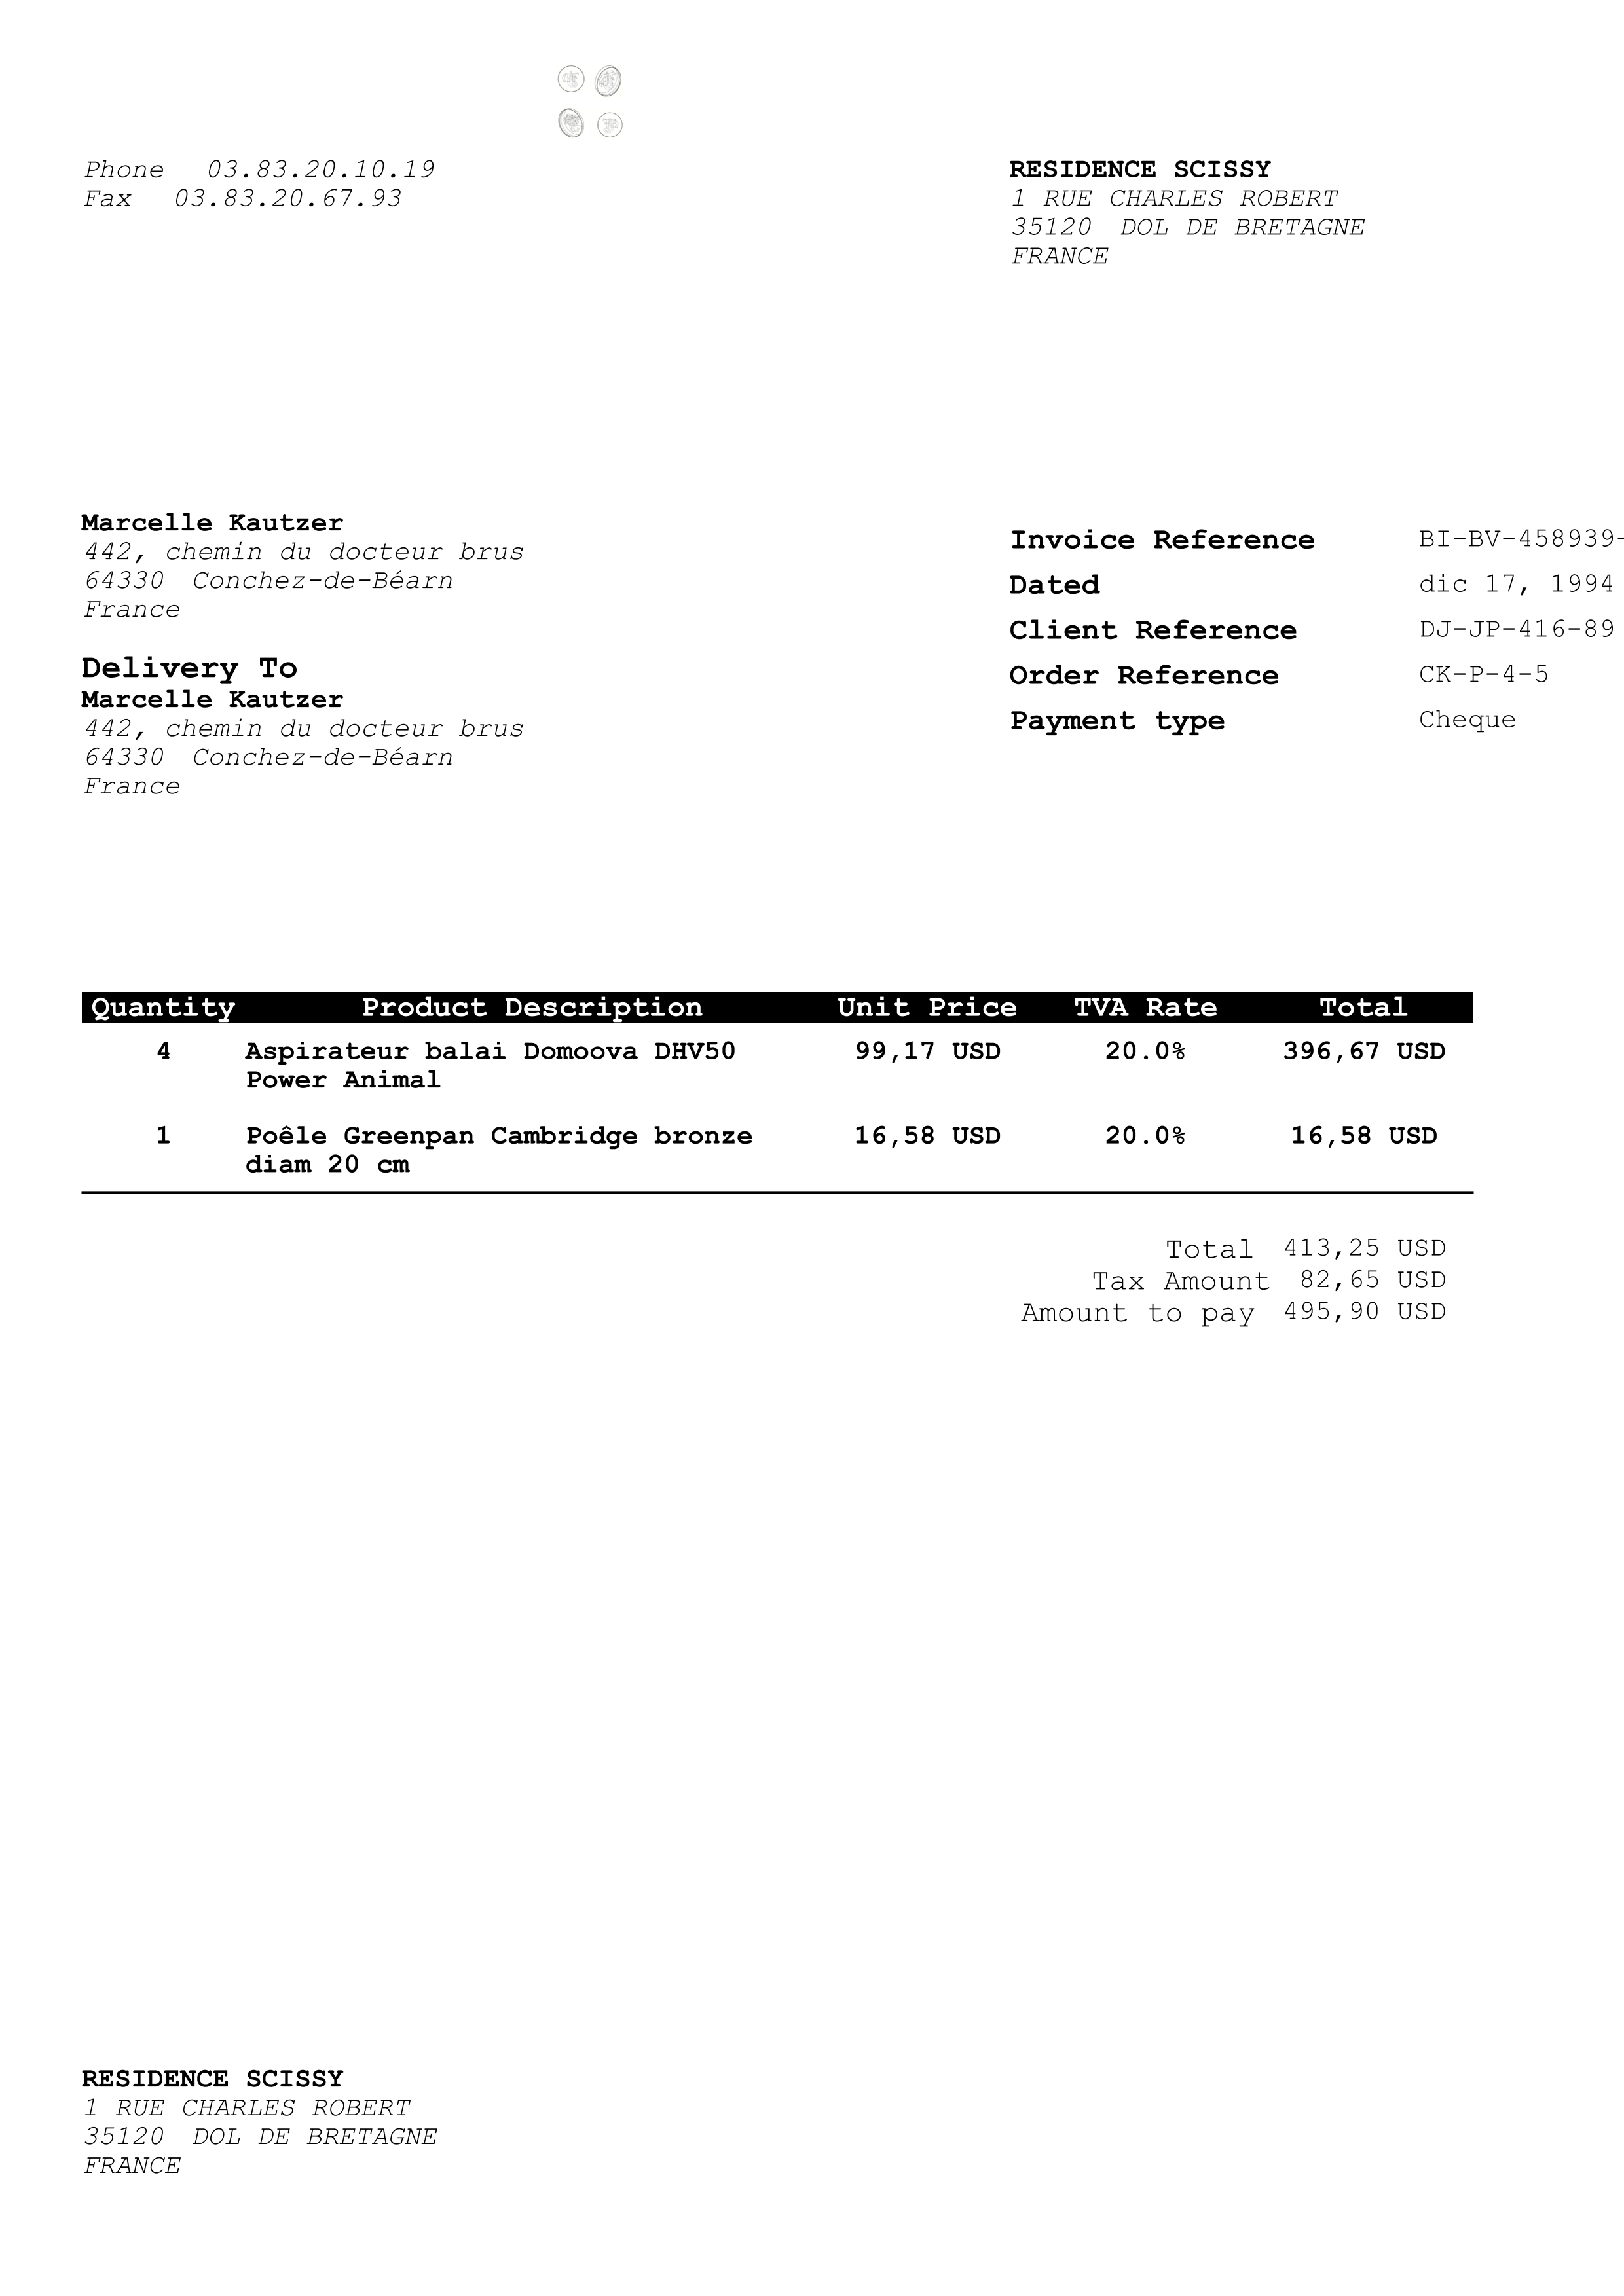 Phone 03.83.20.10.19
Fax 03.83.20.67.93
RESIDENCE SCISSY
1 RUE CHARLES ROBERT
35120 DOL DE BRETAGNE
FRANCE
Marcelle Kautzer
442, chemin du docteur brus
64330 Conchez-de-Béarn
France
Delivery To
Marcelle Kautzer
442, chemin du docteur brus
64330 Conchez-de-Béarn
France
Invoice Reference BI-BV-458939-
Dated dic 17, 1994
Client Reference DJ-JP-416-89
Order Reference CK-P-4-5
Payment type Cheque
Quantity Product Description Unit Price TVA Rate Total
4 Aspirateur balai Domoova DHV50 99,17 USD 20.0% 396,67 USD
Power Animal
1 Poêle Greenpan Cambridge bronze 16,58 USD 20.0% 16,58 USD
diam 20 cm
Total 413,25 USD
Tax Amount 82,65 USD
Amount to pay 495,90 USD
RESIDENCE SCISSY
1 RUE CHARLES ROBERT
35120 DOL DE BRETAGNE
FRANCE